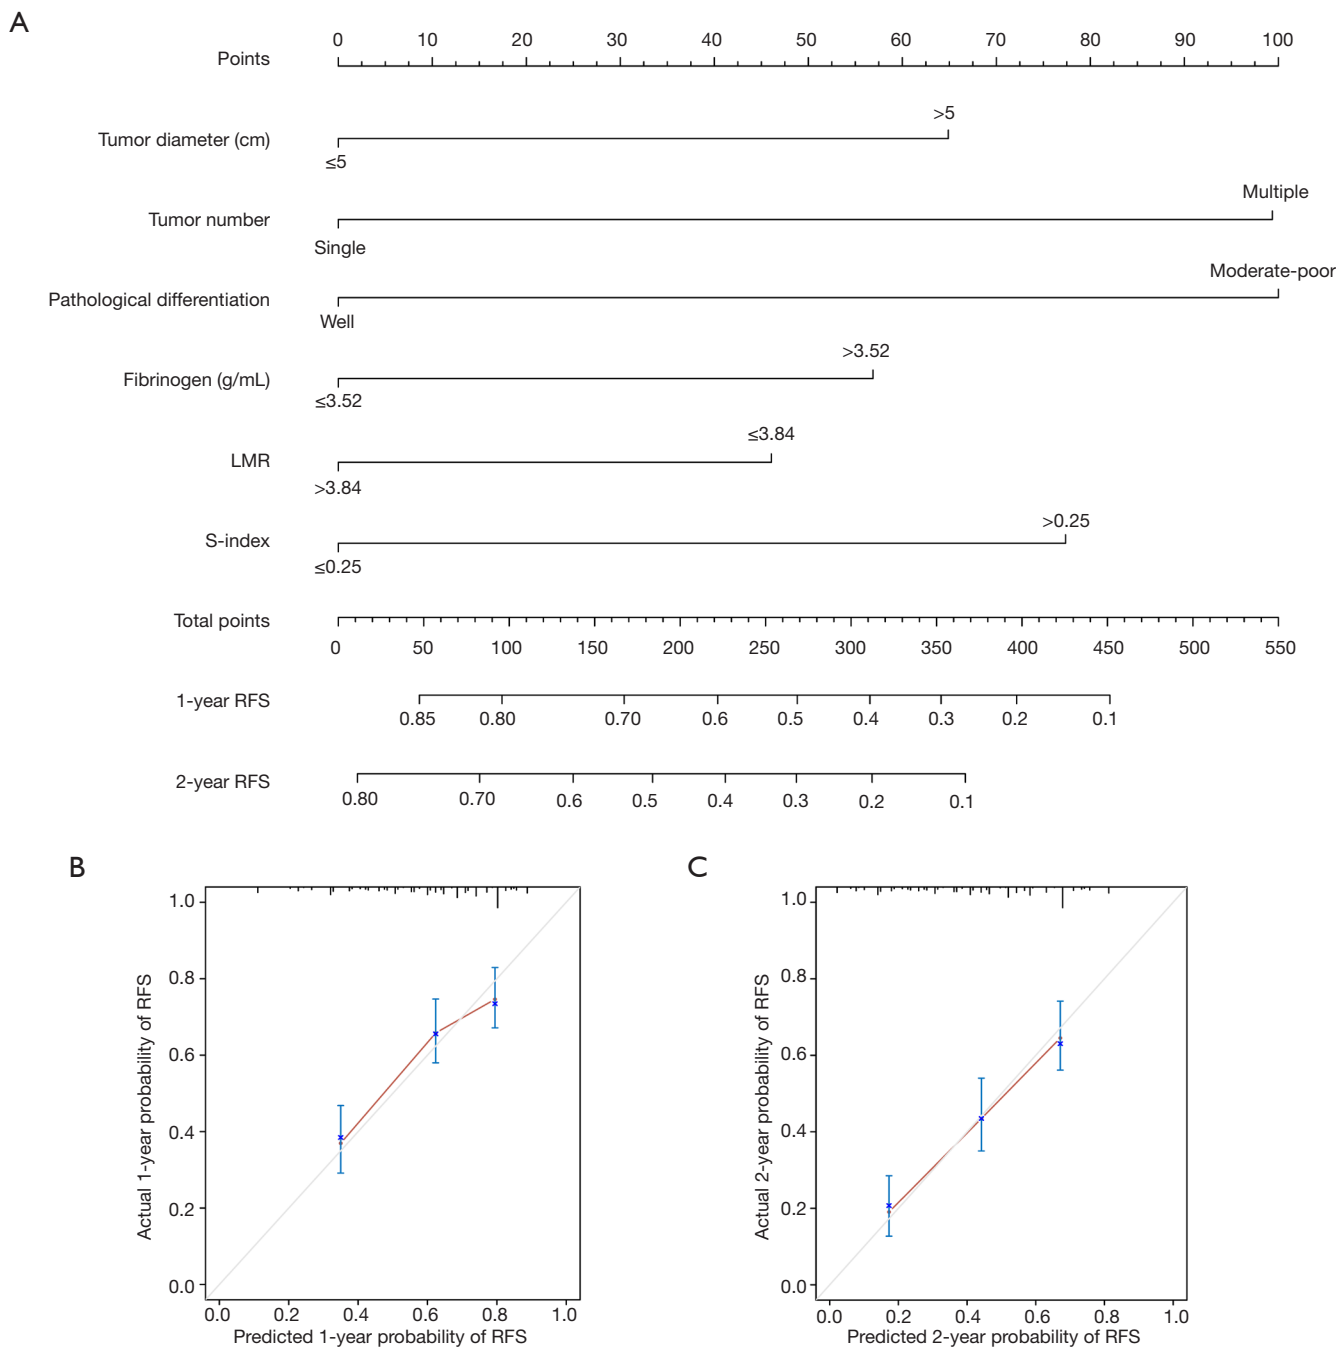 A
Points 0 10 20 30 40 50 60 70 80 90 100
>5
Tumor diameter (cm)
≤5
Multiple
Tumor number
Single
Moderate-poor
Pathological differentiation
Well
>3.52
Fibrinogen (g/mL)
≤3.52
≤3.84
LMR
>3.84
>0.25
S-index
≤0.25
Total points
0 50 100 150 200 250 300 350 400 450 500 550
1-year RFS
0.85 0.80 0.70 0.6 0.5 0.4 0.3 0.2 0.1
2-year RFS
0.80 0.70 0.6 0.5 0.4 0.3 0.2 0.1
B
Actual 1-year probability of RFS
1.0
0.8
0.6
0.4
0.2
0.0
0.0 0.2 0.4 0.6 0.8 1.0
Predicted 1-year probability of RFS
C
Actual 2-year probability of RFS
1.0
0.8
0.6
0.4
0.2
0.0
0.0 0.2 0.4 0.6 0.8 1.0
Predicted 2-year probability of RFS